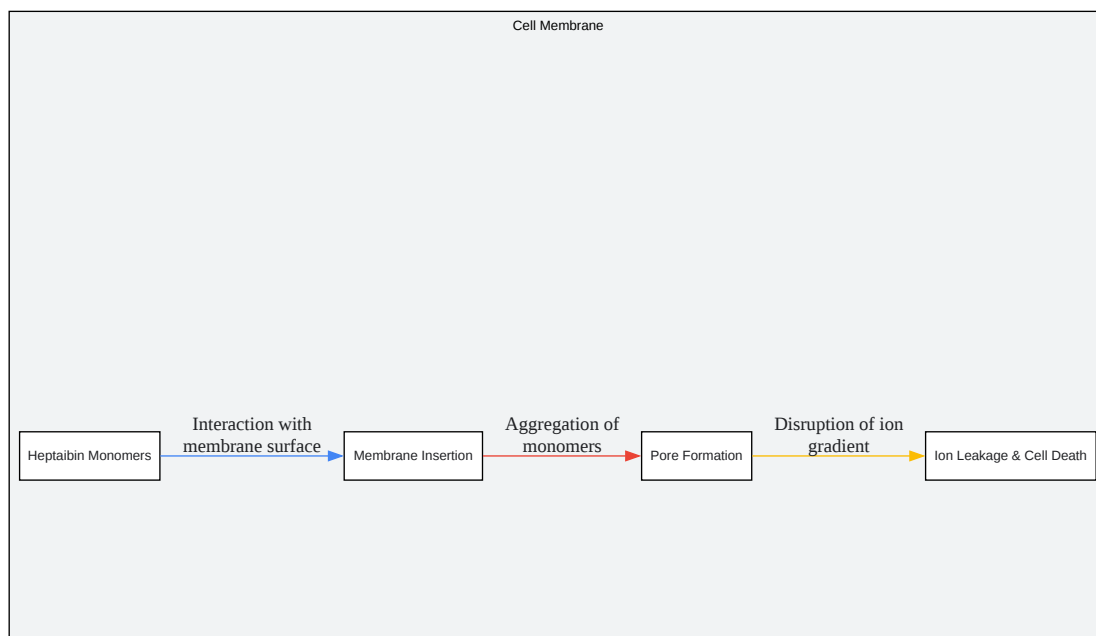 Cell Membrane
Interaction with
membrane surface
Aggregation of
monomers
Disruption of ion
gradient
Heptaibin Monomers
Membrane Insertion
Pore Formation
Ion Leakage & Cell Death